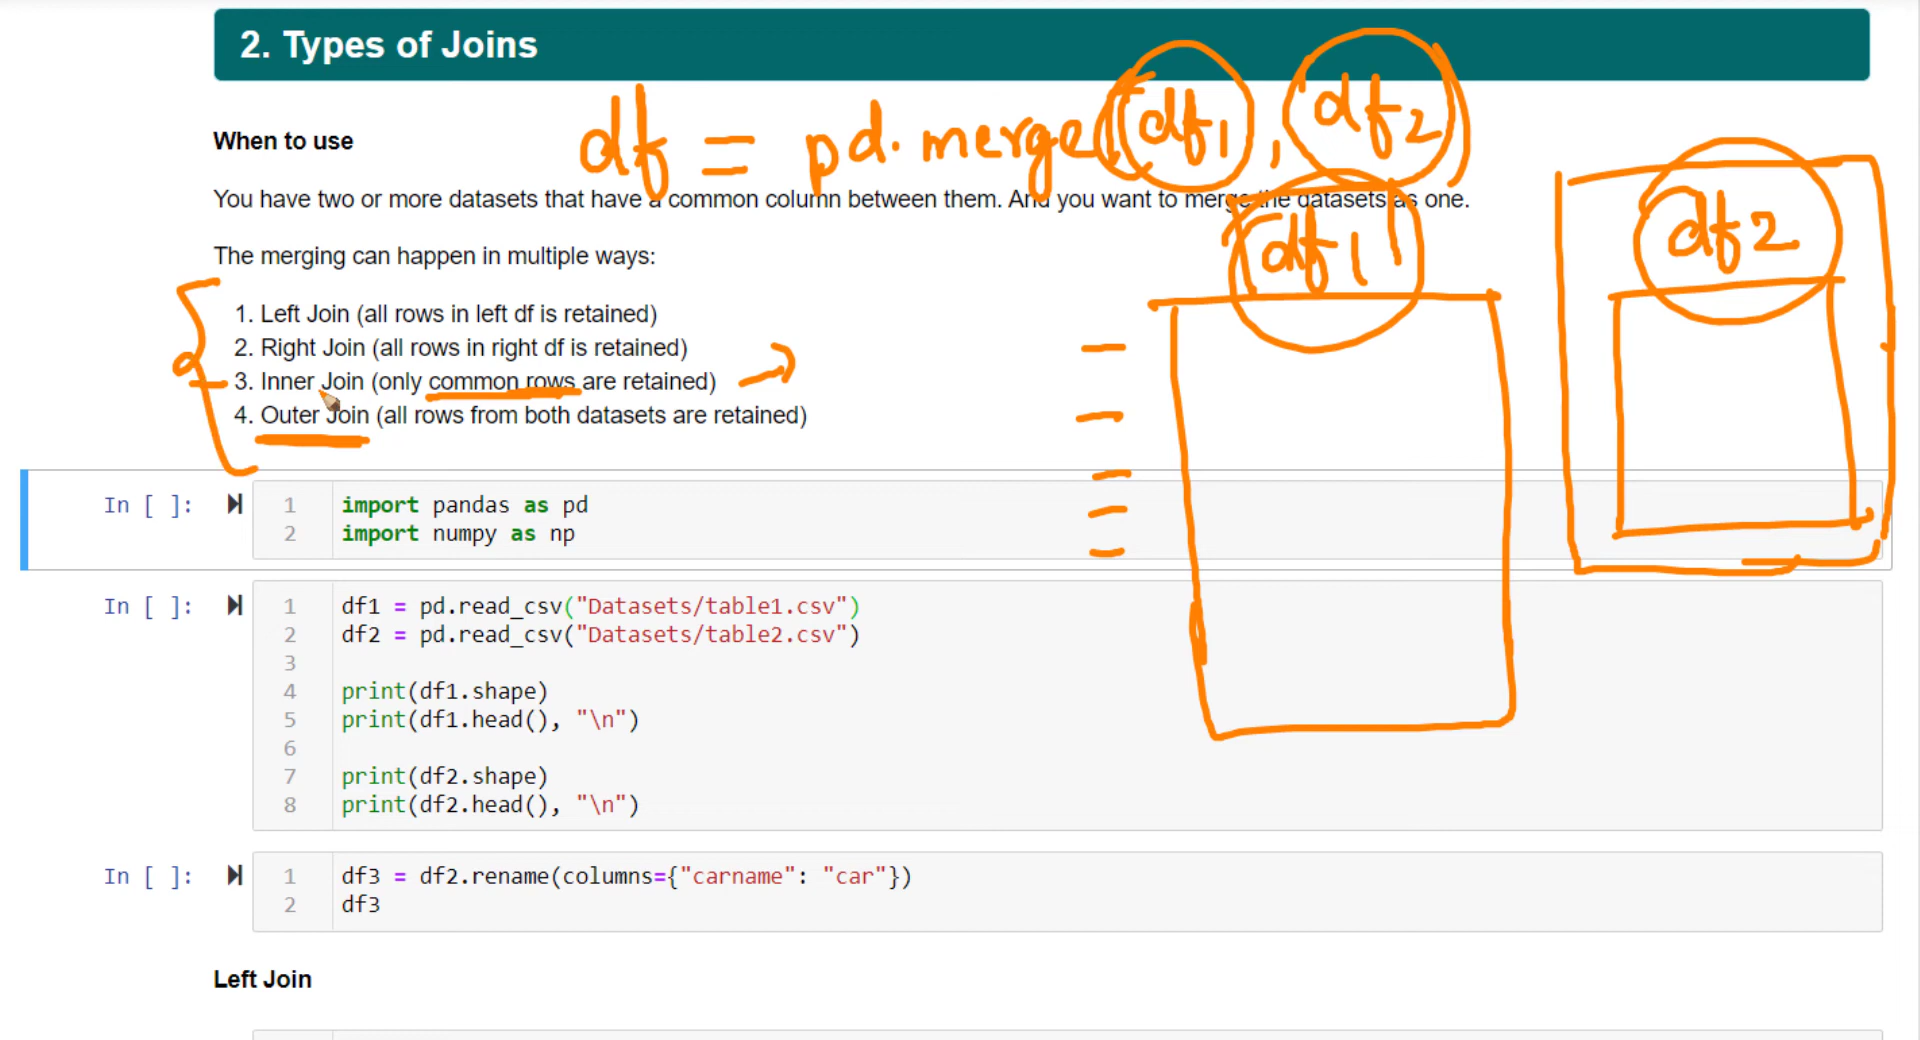 2. Types of Joins
df = pd.merge(df1, df2)
When to use
You have two or more datasets that have a common column between them. And you want to merge the datasets as one.
df1
df2
The merging can happen in multiple ways:
1. Left Join (all rows in left df is retained)
2. Right Join (all rows in right df is retained)
3. Inner Join (only common rows are retained)
4. Outer Join (all rows from both datasets are retained)
In [ ]:
1 import pandas as pd
2 import numpy as np
In [ ]:
1 df1 = pd.read_csv("Datasets/table1.csv")
2 df2 = pd.read_csv("Datasets/table2.csv")
3
4 print(df1.shape)
5 print(df1.head(), "\n")
6
7 print(df2.shape)
8 print(df2.head(), "\n")
In [ ]:
1 df3 = df2.rename(columns={"carname": "car"})
2 df3
Left Join